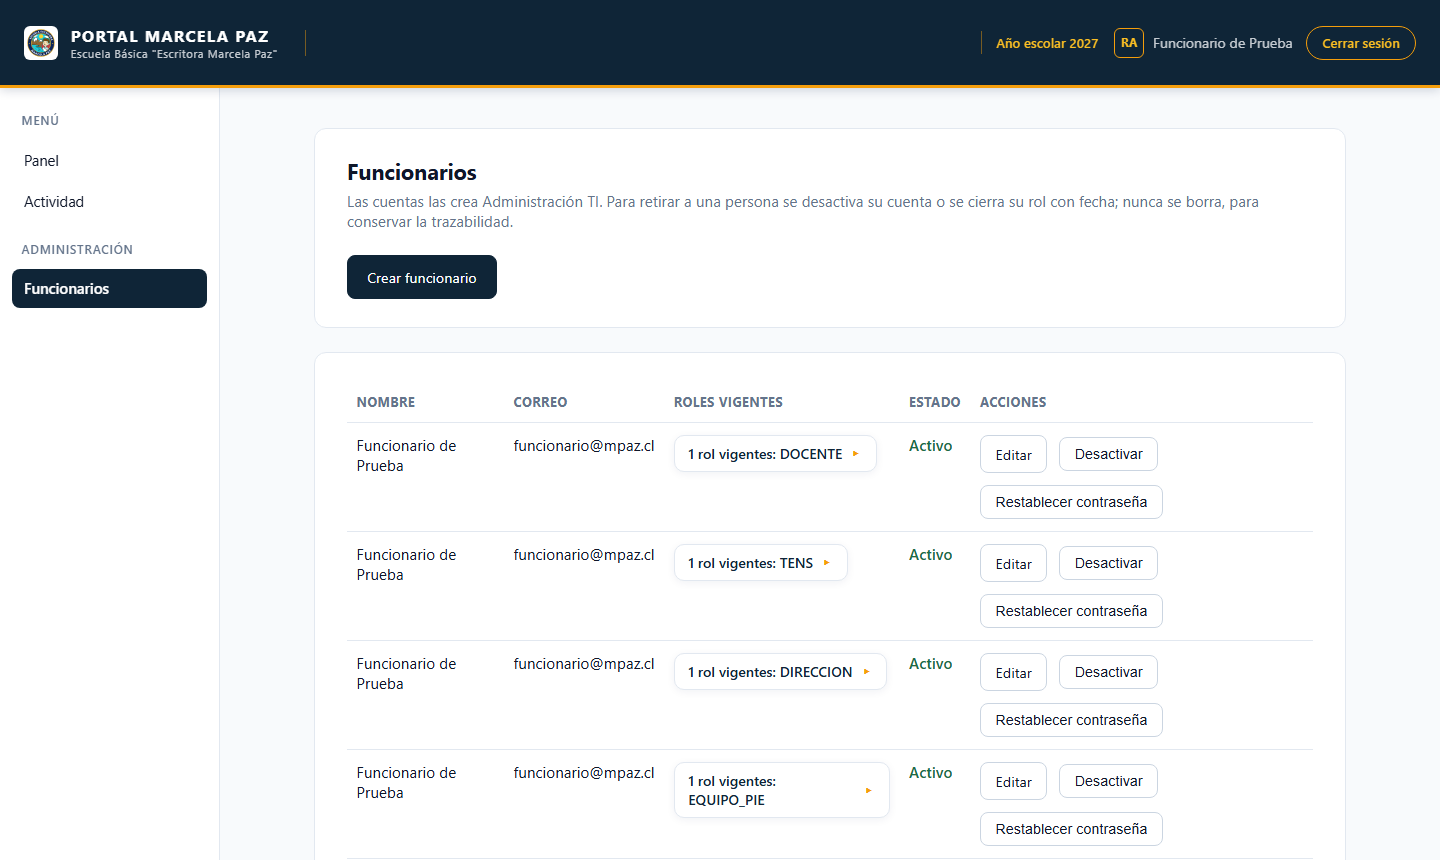 PORTAL MARCELA PAZ
Escuela Básica "Escritora Marcela Paz"
Año escolar 2027
RA
Funcionario de Prueba
Cerrar sesión
MENÚ
Panel
Actividad
ADMINISTRACIÓN
Funcionarios
Funcionarios
Las cuentas las crea Administración TI. Para retirar a una persona se desactiva su cuenta o se cierra su rol con fecha; nunca se borra, para
conservar la trazabilidad.
Crear funcionario
NOMBRE CORREO ROLES VIGENTES ESTADO ACCIONES
Funcionario de funcionario@mpaz.cl 1 rol vigentes: DOCENTE ▸ Activo Editar Desactivar
Prueba
Restablecer contraseña
Funcionario de funcionario@mpaz.cl 1 rol vigentes: TENS ▸ Activo Editar Desactivar
Prueba
Restablecer contraseña
Funcionario de funcionario@mpaz.cl 1 rol vigentes: DIRECCION ▸ Activo Editar Desactivar
Prueba
Restablecer contraseña
Funcionario de funcionario@mpaz.cl 1 rol vigentes: ▸ Activo Editar Desactivar
Prueba EQUIPO_PIE
Restablecer contraseña